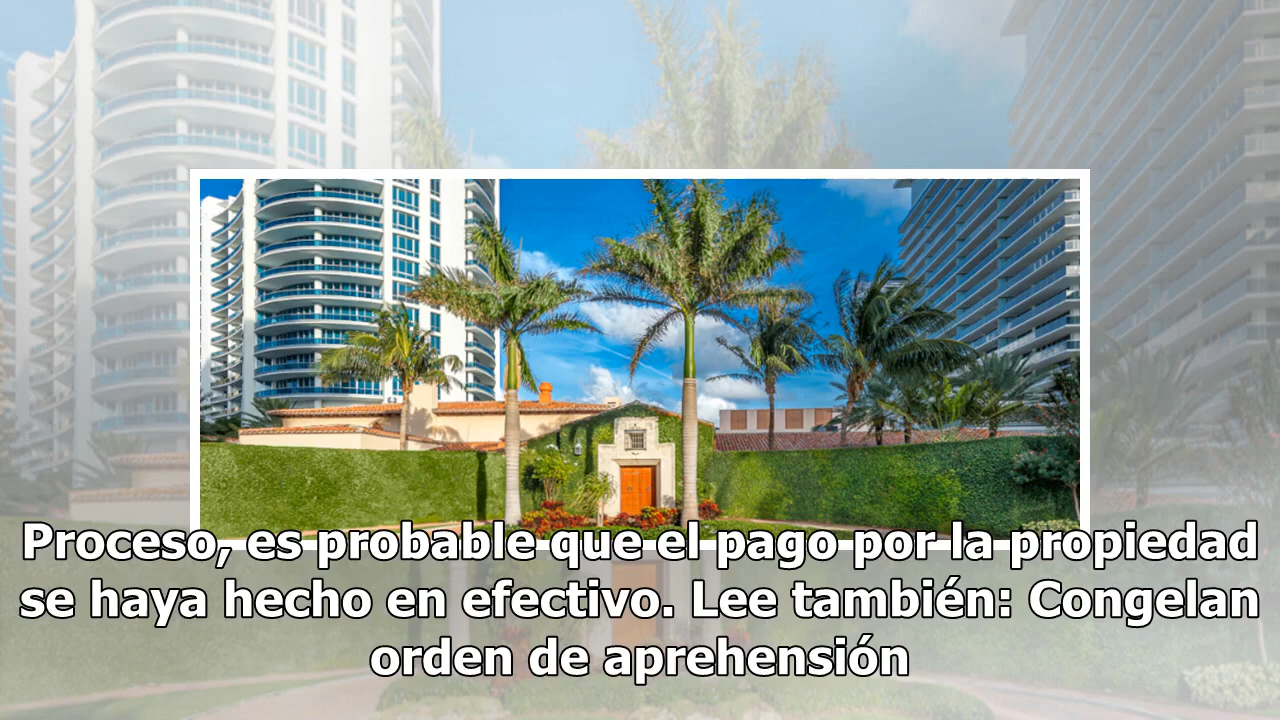 Proceso, es probable que el pago por la propiedad
se haya hecho en efectivo. Lee también: Congelan
orden de aprehensión